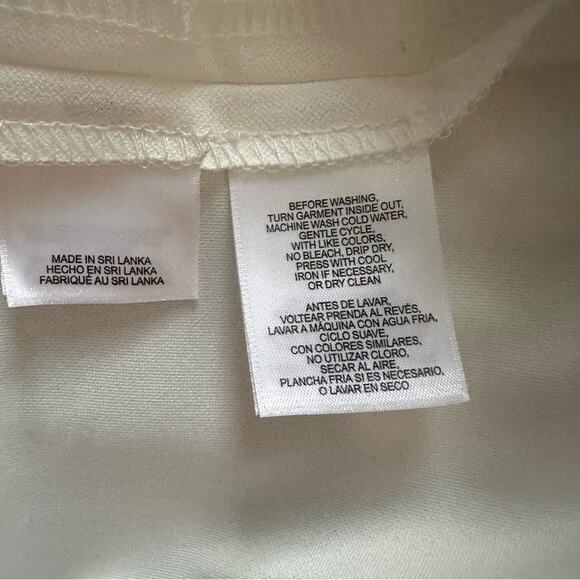 MADE IN SRI LANKA
HECHO EN SRI LANKA
FABRIQUÉ AU SRI LANKA
BEFORE WASHING,
TURN GARMENT INSIDE OUT,
MACHINE WASH COLD WATER,
GENTLE CYCLE,
WITH LIKE COLORS,
NO BLEACH, DRIP DRY,
PRESS WITH COOL
IRON IF NECESSARY,
OR DRY CLEAN
ANTES DE LAVAR,
VOLTEAR PRENDA AL REVÉS,
LAVAR A MÁQUINA CON AGUA FRIA,
CICLO SUAVE,
CON COLORES SIMILARES,
NO UTILIZAR CLORO,
SECAR AL AIRE,
PLANCHA FRIA SI ES NECESARIO,
O LAVAR EN SECO